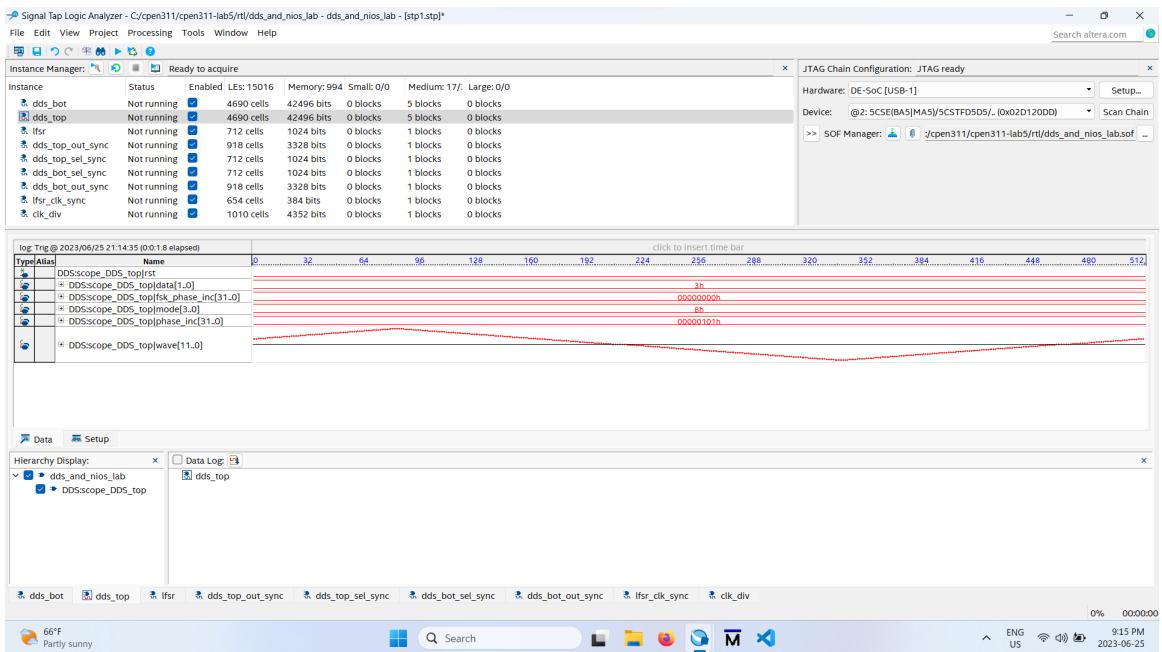 Signal Tap Logic Analyzer - C:/cpen311/cpen311-lab5/rtl/dds_and_nios_lab - dds_and_nios_lab - [stp1.stp]*
File Edit View Project Processing Tools Window Help
Search altera.com
Instance Manager: Ready to acquire
JTAG Chain Configuration: JTAG ready
Instance Status Enabled LEs: 15016 Memory: 994 Small: 0/0 Medium: 17/ Large: 0/0
dds_bot Not running 4690 cells 42496 bits 0 blocks 5 blocks 0 blocks
dds_top Not running 4690 cells 42496 bits 0 blocks 5 blocks 0 blocks
lfsr Not running 712 cells 1024 bits 0 blocks 1 blocks 0 blocks
dds_top_out_sync Not running 918 cells 3328 bits 0 blocks 1 blocks 0 blocks
dds_top_sel_sync Not running 712 cells 1024 bits 0 blocks 1 blocks 0 blocks
dds_bot_sel_sync Not running 712 cells 1024 bits 0 blocks 1 blocks 0 blocks
dds_bot_out_sync Not running 918 cells 3328 bits 0 blocks 1 blocks 0 blocks
lfsr_clk_sync Not running 654 cells 384 bits 0 blocks 1 blocks 0 blocks
clk_div Not running 1010 cells 4352 bits 0 blocks 1 blocks 0 blocks
Hardware: DE-SoC [USB-1] Setup...
Device: @2: 5CSE(BA5|MA5)/5CSTFD5D5/.. (0x02D120DD) Scan Chain
>> SOF Manager: :/cpen311/cpen311-lab5/rtl/dds_and_nios_lab.sof ...
log: Trig @ 2023/06/25 21:14:35 (0:0:1.8 elapsed) click to insert time bar
Type Alias Name 0 32 64 96 128 160 192 224 256 288 320 352 384 416 448 480 512
DDS:scope_DDS_top|rst
DDS:scope_DDS_top|data[1..0] 3h
DDS:scope_DDS_top|fsk_phase_inc[31..0] 00000000h
DDS:scope_DDS_top|mode[3..0] 8h
DDS:scope_DDS_top|phase_inc[31..0] 00000101h
DDS:scope_DDS_top|wave[11..0]
Data Setup
Hierarchy Display:
dds_and_nios_lab
DDS:scope_DDS_top
Data Log:
dds_top
dds_bot dds_top lfsr dds_top_out_sync dds_top_sel_sync dds_bot_sel_sync dds_bot_out_sync lfsr_clk_sync clk_div
0% 00:00:00
66°F
Partly sunny
Search
ENG
US
9:15 PM
2023-06-25